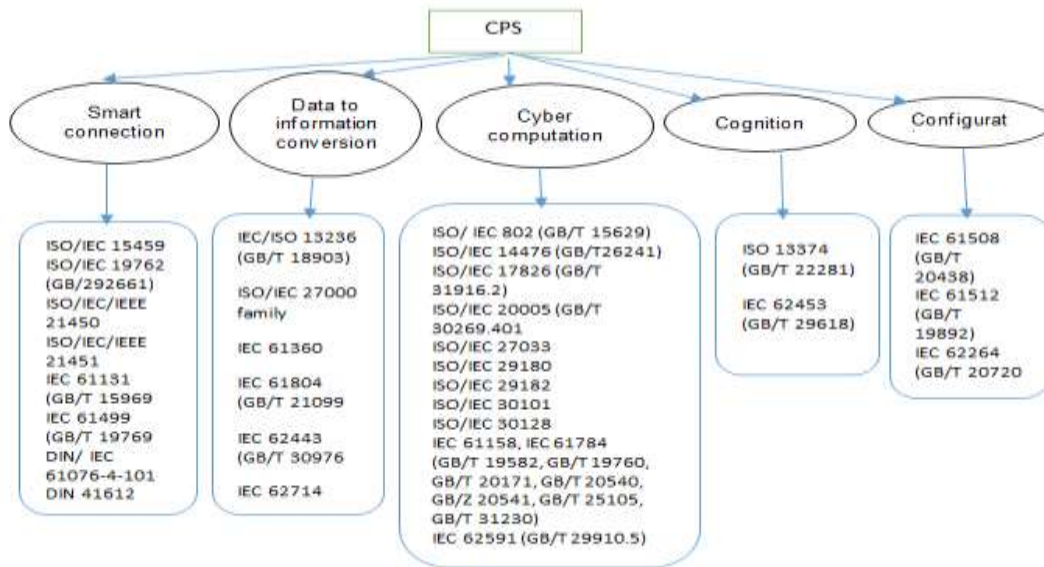 CPS
Smart
connection
Data to
information
conversion
Cyber
computation
Cognition
Configurat
ISO/IEC 15459
ISO/IEC 19762
(GB/292661)
ISO/IEC/IEEE
21450
ISO/IEC/IEEE
21451
IEC 61131
(GB/T 15969
IEC 61499
(GB/T 19769
DIN/ IEC
61076-4-101
DIN 41612
IEC/ISO 13236
(GB/T 18903)
ISO/IEC 27000
family
IEC 61360
IEC 61804
(GB/T 21099
IEC 62443
(GB/T 30976
IEC 62714
ISO/ IEC 802 (GB/T 15629)
ISO/IEC 14476 (GB/T26241)
ISO/IEC 17826 (GB/T
31916.2)
ISO/IEC 20005 (GB/T
30269.401
ISO/IEC 27033
ISO/IEC 29180
ISO/IEC 29182
ISO/IEC 30101
ISO/IEC 30128
IEC 61158, IEC 61784
(GB/T 19582, GB/T 19760,
GB/T 20171, GB/T 20540,
GB/Z 20541, GB/T 25105,
GB/T 31230)
IEC 62591 (GB/T 29910.5)
ISO 13374
(GB/T 22281)
IEC 62453
(GB/T 29618)
IEC 61508
(GB/T
20438)
IEC 61512
(GB/T
19892)
IEC 62264
(GB/T 20720